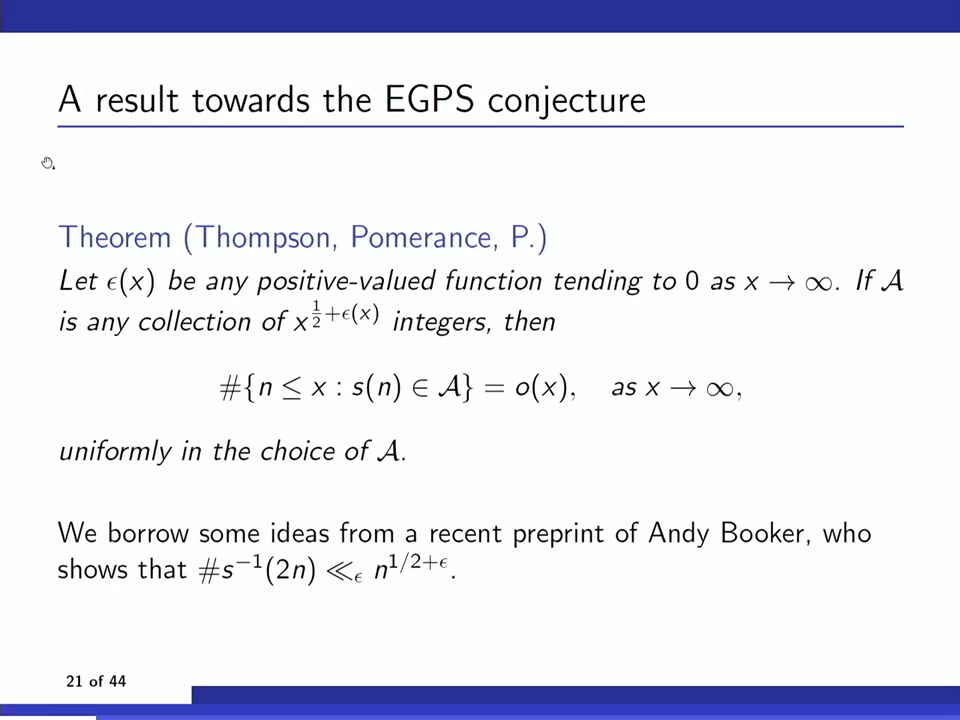 A result towards the EGPS conjecture
Theorem (Thompson, Pomerance, P.)
Let ϵ(x) be any positive-valued function tending to 0 as x → ∞. If 𝒜
is any collection of x^{1/2+ϵ(x)} integers, then
#{n ≤ x : s(n) ∈ 𝒜} = o(x), as x → ∞,
uniformly in the choice of 𝒜.
We borrow some ideas from a recent preprint of Andy Booker, who
shows that #s^{−1}(2n) ≪_ϵ n^{1/2+ϵ}.
21 of 44